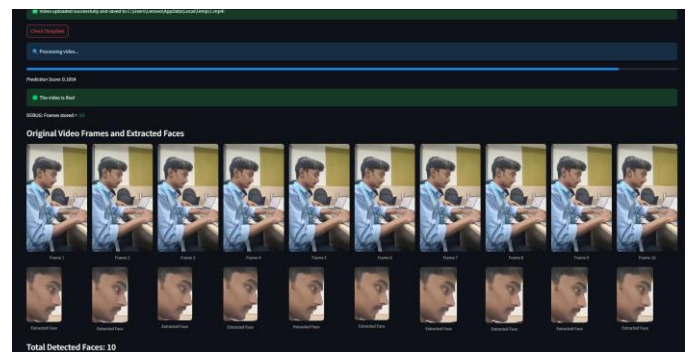 Video uploaded successfully and saved to C:\Users\Lenovo\AppData\Local\Temp\
Check Deepfake
Processing video...
Prediction Score: 0.1054
The video is Real
DEBUG: Frames stored =
Original Video Frames and Extracted Faces
Frame 1 Frame 2 Frame 3 Frame 4 Frame 5 Frame 6 Frame 7 Frame 8 Frame 9 Frame 10
Extracted Face Extracted Face Extracted Face Extracted Face Extracted Face Extracted Face Extracted Face Extracted Face Extracted Face Extracted Face
Total Detected Faces: 10